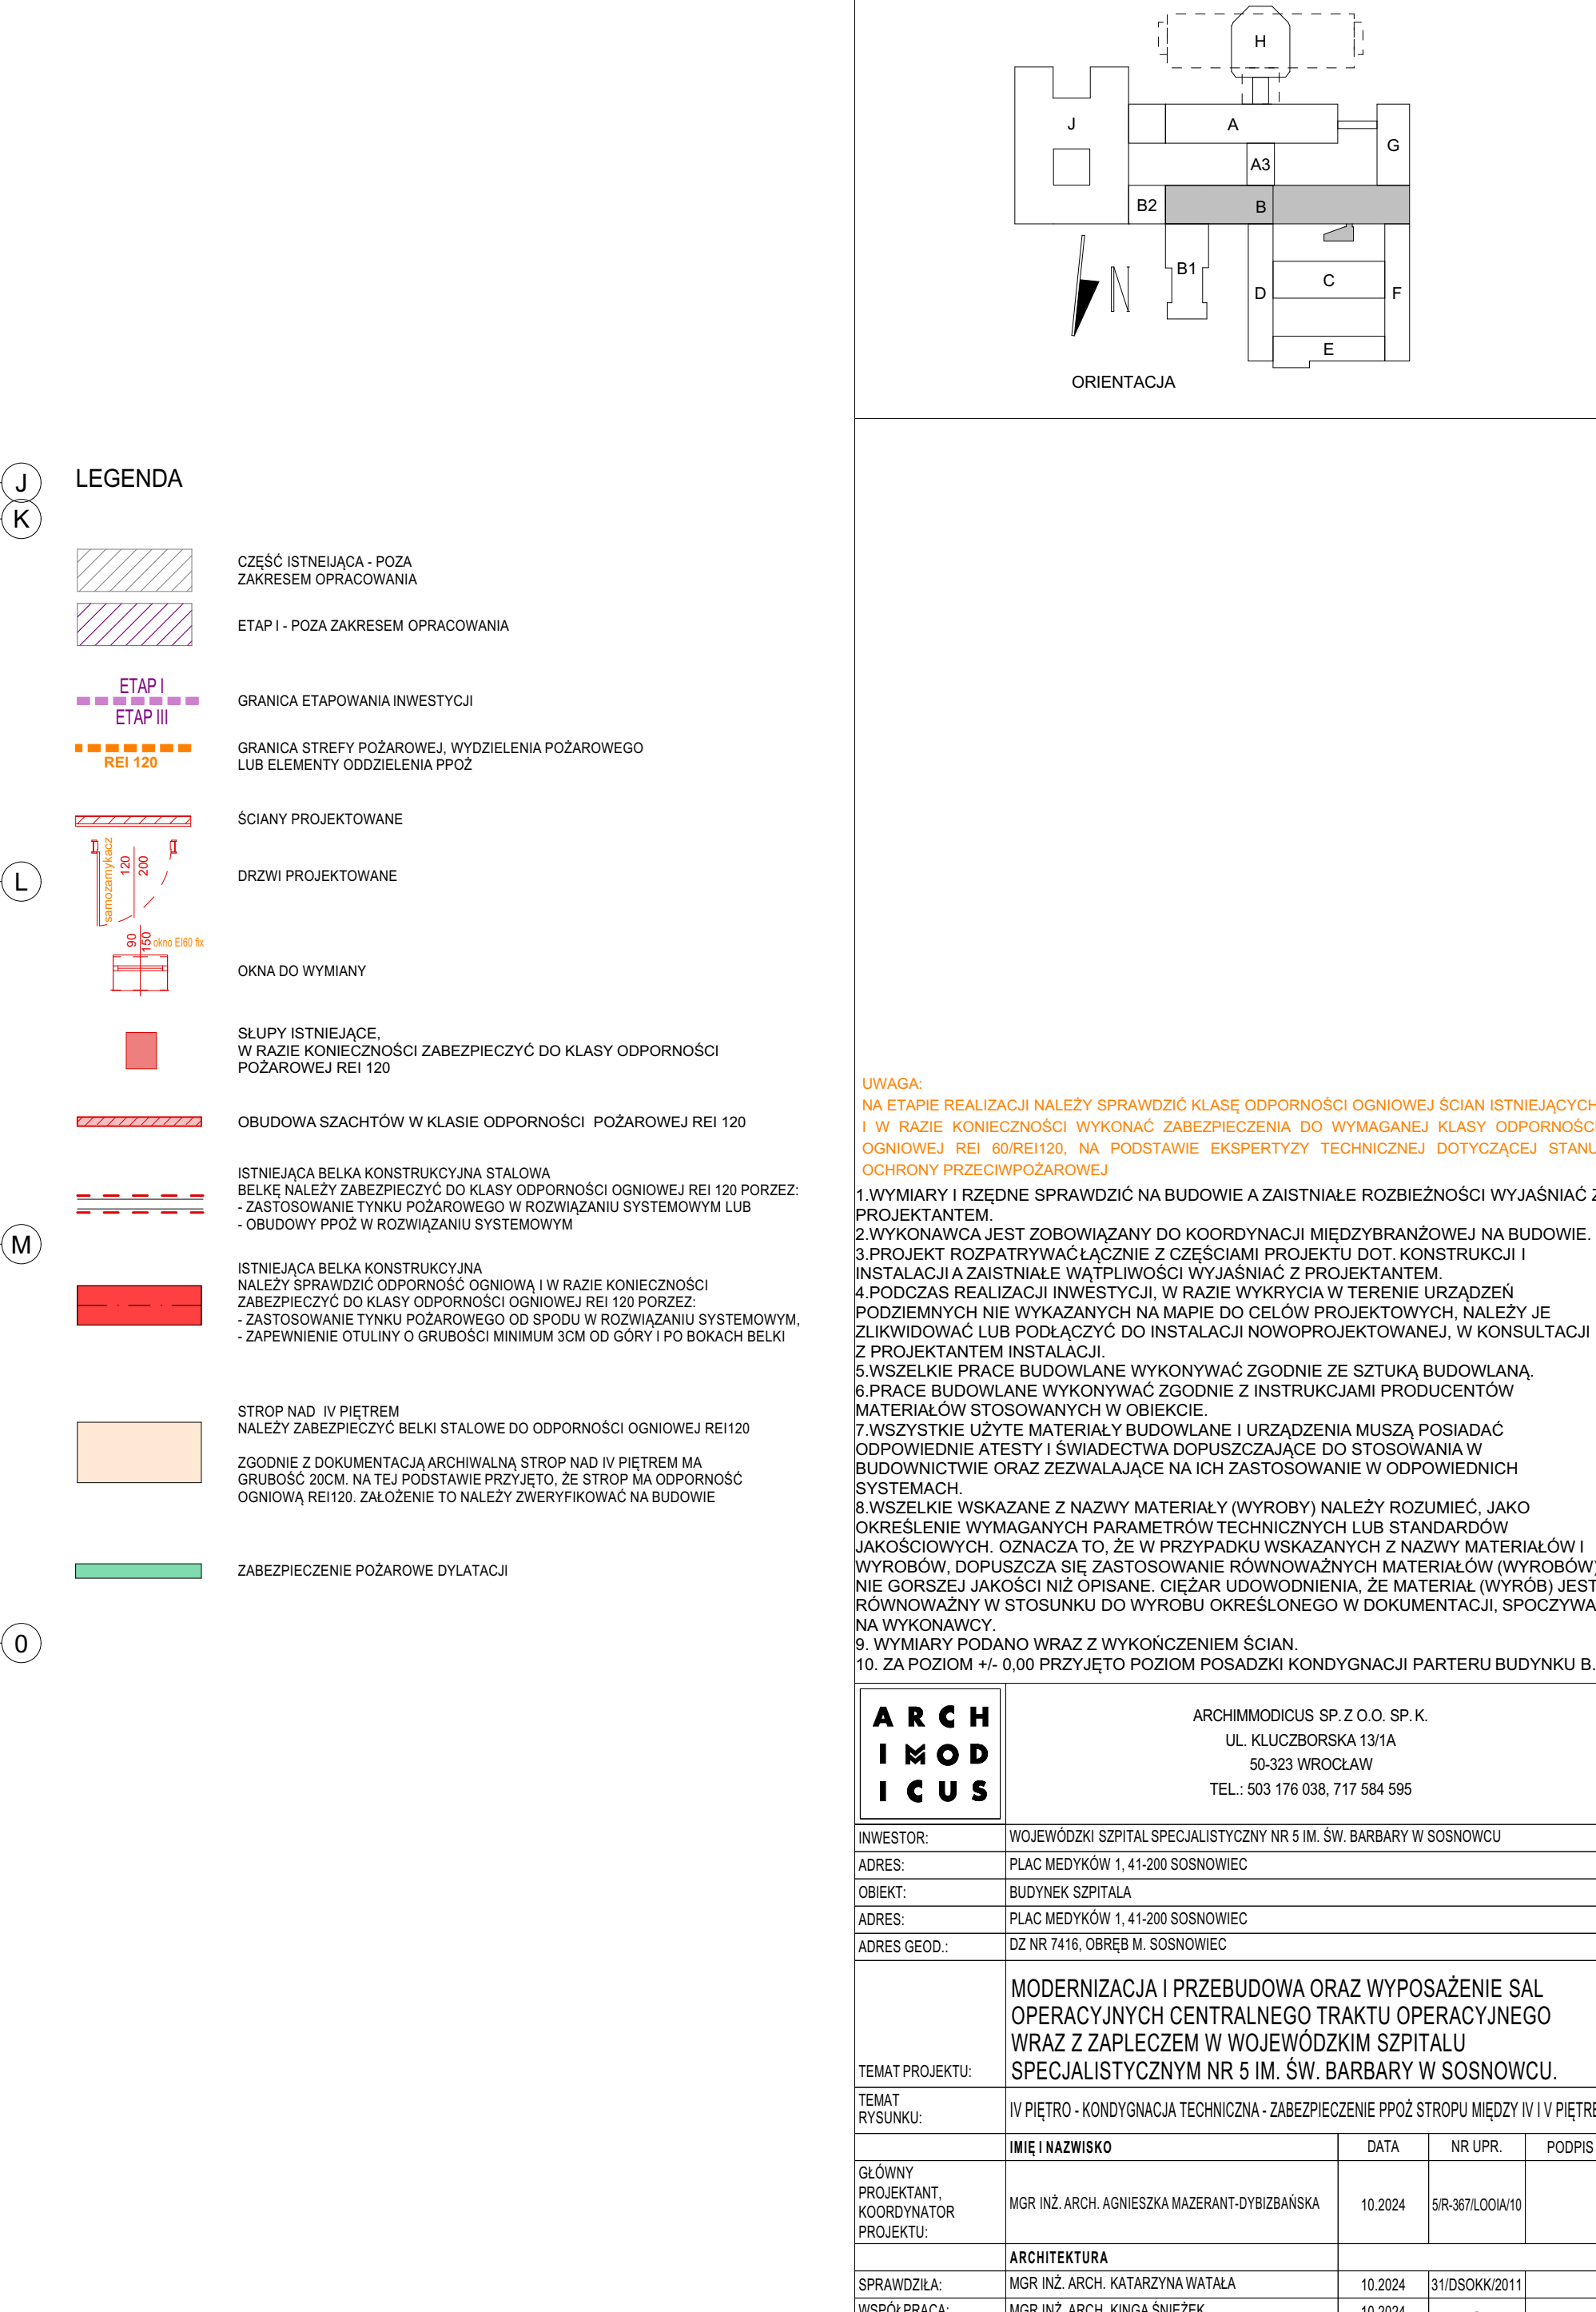 H
J
A
G
A3
B2
B
B1
C
D
F
E
N
ORIENTACJA
J
LEGENDA
K
CZĘŚĆ ISTNEIJĄCA - POZA
ZAKRESEM OPRACOWANIA
ETAP I - POZA ZAKRESEM OPRACOWANIA
ETAP I
GRANICA ETAPOWANIA INWESTYCJI
ETAP III
GRANICA STREFY POŻAROWEJ, WYDZIELENIA POŻAROWEGO
LUB ELEMENTY ODDZIELENIA PPOŻ
REI 120
ŚCIANY PROJEKTOWANE
samozamykacz
120
200
L
DRZWI PROJEKTOWANE
90
150
okno EI60 fix
OKNA DO WYMIANY
SŁUPY ISTNIEJĄCE,
W RAZIE KONIECZNOŚCI ZABEZPIECZYĆ DO KLASY ODPORNOŚCI
POŻAROWEJ REI 120
OBUDOWA SZACHTÓW W KLASIE ODPORNOŚCI POŻAROWEJ REI 120
ISTNIEJĄCA BELKA KONSTRUKCYJNA STALOWA
BELKĘ NALEŻY ZABEZPIECZYĆ DO KLASY ODPORNOŚCI OGNIOWEJ REI 120 PORZEZ:
- ZASTOSOWANIE TYNKU POŻAROWEGO W ROZWIĄZANIU SYSTEMOWYM LUB
- OBUDOWY PPOŻ W ROZWIĄZANIU SYSTEMOWYM
M
ISTNIEJĄCA BELKA KONSTRUKCYJNA
NALEŻY SPRAWDZIĆ ODPORNOŚĆ OGNIOWĄ I W RAZIE KONIECZNOŚCI
ZABEZPIECZYĆ DO KLASY ODPORNOŚCI OGNIOWEJ REI 120 PORZEZ:
- ZASTOSOWANIE TYNKU POŻAROWEGO OD SPODU W ROZWIĄZANIU SYSTEMOWYM,
- ZAPEWNIENIE OTULINY O GRUBOŚCI MINIMUM 3CM OD GÓRY I PO BOKACH BELKI
STROP NAD IV PIĘTREM
NALEŻY ZABEZPIECZYĆ BELKI STALOWE DO ODPORNOŚCI OGNIOWEJ REI120
ZGODNIE Z DOKUMENTACJĄ ARCHIWALNĄ STROP NAD IV PIĘTREM MA
GRUBOŚĆ 20CM. NA TEJ PODSTAWIE PRZYJĘTO, ŻE STROP MA ODPORNOŚĆ
OGNIOWĄ REI120. ZAŁOŻENIE TO NALEŻY ZWERYFIKOWAĆ NA BUDOWIE
ZABEZPIECZENIE POŻAROWE DYLATACJI
0
UWAGA:
NA ETAPIE REALIZACJI NALEŻY SPRAWDZIĆ KLASĘ ODPORNOŚCI OGNIOWEJ ŚCIAN ISTNIEJĄCYCH
I W RAZIE KONIECZNOŚCI WYKONAĆ ZABEZPIECZENIA DO WYMAGANEJ KLASY ODPORNOŚCI
OGNIOWEJ REI 60/REI120, NA PODSTAWIE EKSPERTYZY TECHNICZNEJ DOTYCZĄCEJ STANU
OCHRONY PRZECIWPOŻAROWEJ
1.WYMIARY I RZĘDNE SPRAWDZIĆ NA BUDOWIE A ZAISTNIAŁE ROZBIEŻNOŚCI WYJAŚNIAĆ Z
PROJEKTANTEM.
2.WYKONAWCA JEST ZOBOWIĄZANY DO KOORDYNACJI MIĘDZYBRANŻOWEJ NA BUDOWIE.
3.PROJEKT ROZPATRYWAĆ ŁĄCZNIE Z CZĘŚCIAMI PROJEKTU DOT. KONSTRUKCJI I
INSTALACJI A ZAISTNIAŁE WĄTPLIWOŚCI WYJAŚNIAĆ Z PROJEKTANTEM.
4.PODCZAS REALIZACJI INWESTYCJI, W RAZIE WYKRYCIA W TERENIE URZĄDZEŃ
PODZIEMNYCH NIE WYKAZANYCH NA MAPIE DO CELÓW PROJEKTOWYCH, NALEŻY JE
ZLIKWIDOWAĆ LUB PODŁĄCZYĆ DO INSTALACJI NOWOPROJEKTOWANEJ, W KONSULTACJI
Z PROJEKTANTEM INSTALACJI.
5.WSZELKIE PRACE BUDOWLANE WYKONYWAĆ ZGODNIE ZE SZTUKĄ BUDOWLANĄ.
6.PRACE BUDOWLANE WYKONYWAĆ ZGODNIE Z INSTRUKCJAMI PRODUCENTÓW
MATERIAŁÓW STOSOWANYCH W OBIEKCIE.
7.WSZYSTKIE UŻYTE MATERIAŁY BUDOWLANE I URZĄDZENIA MUSZĄ POSIADAĆ
ODPOWIEDNIE ATESTY I ŚWIADECTWA DOPUSZCZAJĄCE DO STOSOWANIA W
BUDOWNICTWIE ORAZ ZEZWALAJĄCE NA ICH ZASTOSOWANIE W ODPOWIEDNICH
SYSTEMACH.
8.WSZELKIE WSKAZANE Z NAZWY MATERIAŁY (WYROBY) NALEŻY ROZUMIEĆ, JAKO
OKREŚLENIE WYMAGANYCH PARAMETRÓW TECHNICZNYCH LUB STANDARDÓW
JAKOŚCIOWYCH. OZNACZA TO, ŻE W PRZYPADKU WSKAZANYCH Z NAZWY MATERIAŁÓW I
WYROBÓW, DOPUSZCZA SIĘ ZASTOSOWANIE RÓWNOWAŻNYCH MATERIAŁÓW (WYROBÓW)
NIE GORSZEJ JAKOŚCI NIŻ OPISANE. CIĘŻAR UDOWODNIENIA, ŻE MATERIAŁ (WYRÓB) JEST
RÓWNOWAŻNY W STOSUNKU DO WYROBU OKREŚLONEGO W DOKUMENTACJI, SPOCZYWA
NA WYKONAWCY.
9. WYMIARY PODANO WRAZ Z WYKOŃCZENIEM ŚCIAN.
10. ZA POZIOM +/- 0,00 PRZYJĘTO POZIOM POSADZKI KONDYGNACJI PARTERU BUDYNKU B.
ARCH
IMOD
ICUS
ARCHIMMODICUS SP. Z O.O. SP. K.
UL. KLUCZBORSKA 13/1A
50-323 WROCŁAW
TEL.: 503 176 038, 717 584 595
INWESTOR: WOJEWÓDZKI SZPITAL SPECJALISTYCZNY NR 5 IM. ŚW. BARBARY W SOSNOWCU
ADRES: PLAC MEDYKÓW 1, 41-200 SOSNOWIEC
OBIEKT: BUDYNEK SZPITALA
ADRES: PLAC MEDYKÓW 1, 41-200 SOSNOWIEC
ADRES GEOD.: DZ NR 7416, OBRĘB M. SOSNOWIEC
MODERNIZACJA I PRZEBUDOWA ORAZ WYPOSAŻENIE SAL
OPERACYJNYCH CENTRALNEGO TRAKTU OPERACYJNEGO
WRAZ Z ZAPLECZEM W WOJEWÓDZKIM SZPITALU
TEMAT PROJEKTU: SPECJALISTYCZNYM NR 5 IM. ŚW. BARBARY W SOSNOWCU.
TEMAT
RYSUNKU:
IV PIĘTRO - KONDYGNACJA TECHNICZNA - ZABEZPIECZENIE PPOŻ STROPU MIĘDZY IV I V PIĘTRE
IMIĘ I NAZWISKO DATA NR UPR. PODPIS
GŁÓWNY
PROJEKTANT,
KOORDYNATOR
PROJEKTU:
MGR INŻ. ARCH. AGNIESZKA MAZERANT-DYBIZBAŃSKA 10.2024 5/R-367/LOOIA/10
ARCHITEKTURA
SPRAWDZIŁA: MGR INŻ. ARCH. KATARZYNA WATAŁA 10.2024 31/DSOKK/2011
WSPÓŁPRACA: MGR INŻ. ARCH. KINGA ŚNIEŻEK 10.2024 -